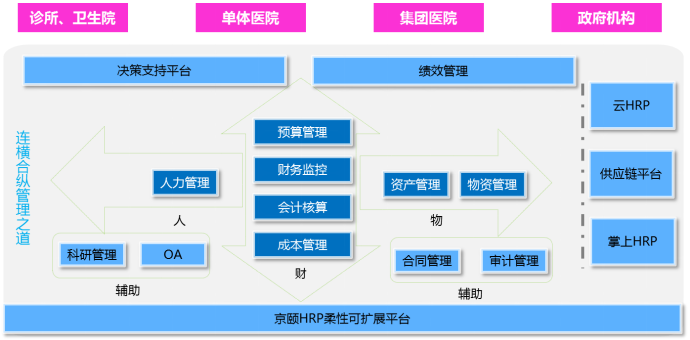 诊所、卫生院
单体医院
集团医院
政府机构
决策支持平台
绩效管理
连横合纵管理之道
预算管理
财务监控
会计核算
成本管理
财
人力管理
人
科研管理
OA
辅助
资产管理
物资管理
物
合同管理
审计管理
辅助
云HRP
供应链平台
掌上HRP
京颐HRP柔性可扩展平台